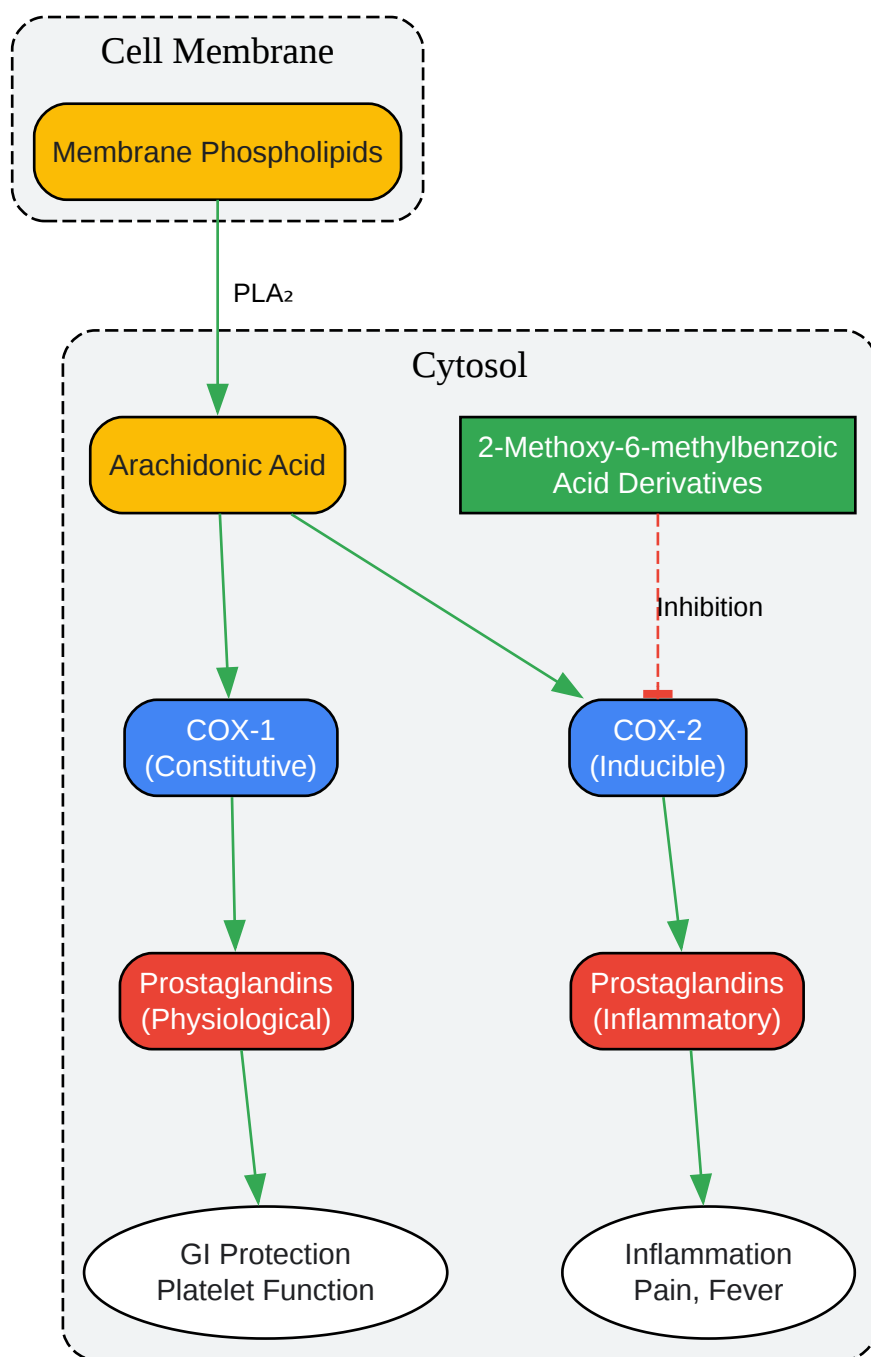 Cell Membrane
Membrane Phospholipids
PLA₂
Cytosol
Arachidonic Acid
2-Methoxy-6-methylbenzoic
Acid Derivatives
Inhibition
COX-1
(Constitutive)
COX-2
(Inducible)
Prostaglandins
(Physiological)
Prostaglandins
(Inflammatory)
GI Protection
Platelet Function
Inflammation
Pain, Fever